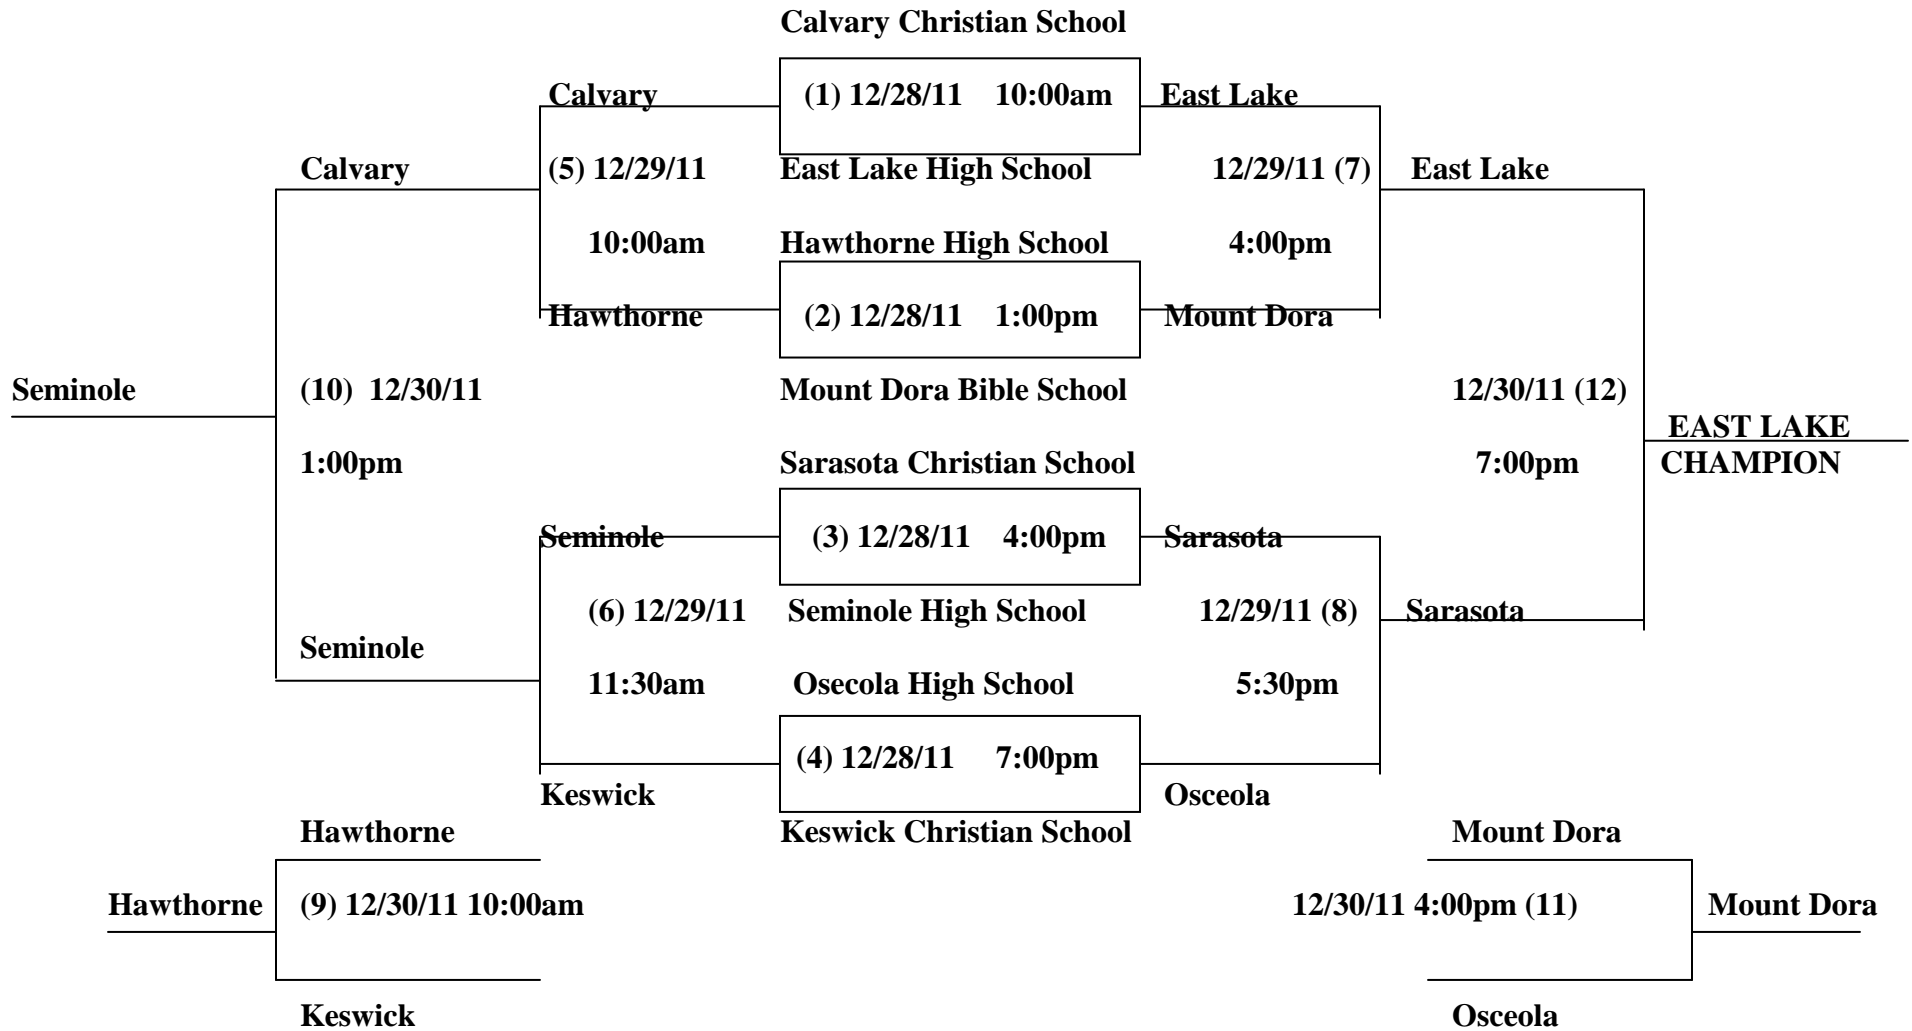 Calvary Christian School
Calvary (1) 12/28/11 10:00am East Lake
Calvary (5) 12/29/11 East Lake High School 12/29/11 (7) East Lake
10:00am Hawthorne High School 4:00pm
Hawthorne (2) 12/28/11 1:00pm Mount Dora
Seminole (10) 12/30/11 Mount Dora Bible School 12/30/11 (12)
EAST LAKE
1:00pm Sarasota Christian School 7:00pm CHAMPION
Seminole (3) 12/28/11 4:00pm Sarasota
(6) 12/29/11 Seminole High School 12/29/11 (8) Sarasota
Seminole
11:30am Osecola High School 5:30pm
(4) 12/28/11 7:00pm
Keswick Osceola
Hawthorne Keswick Christian School Mount Dora
Hawthorne (9) 12/30/11 10:00am 12/30/11 4:00pm (11) Mount Dora
Keswick Osceola